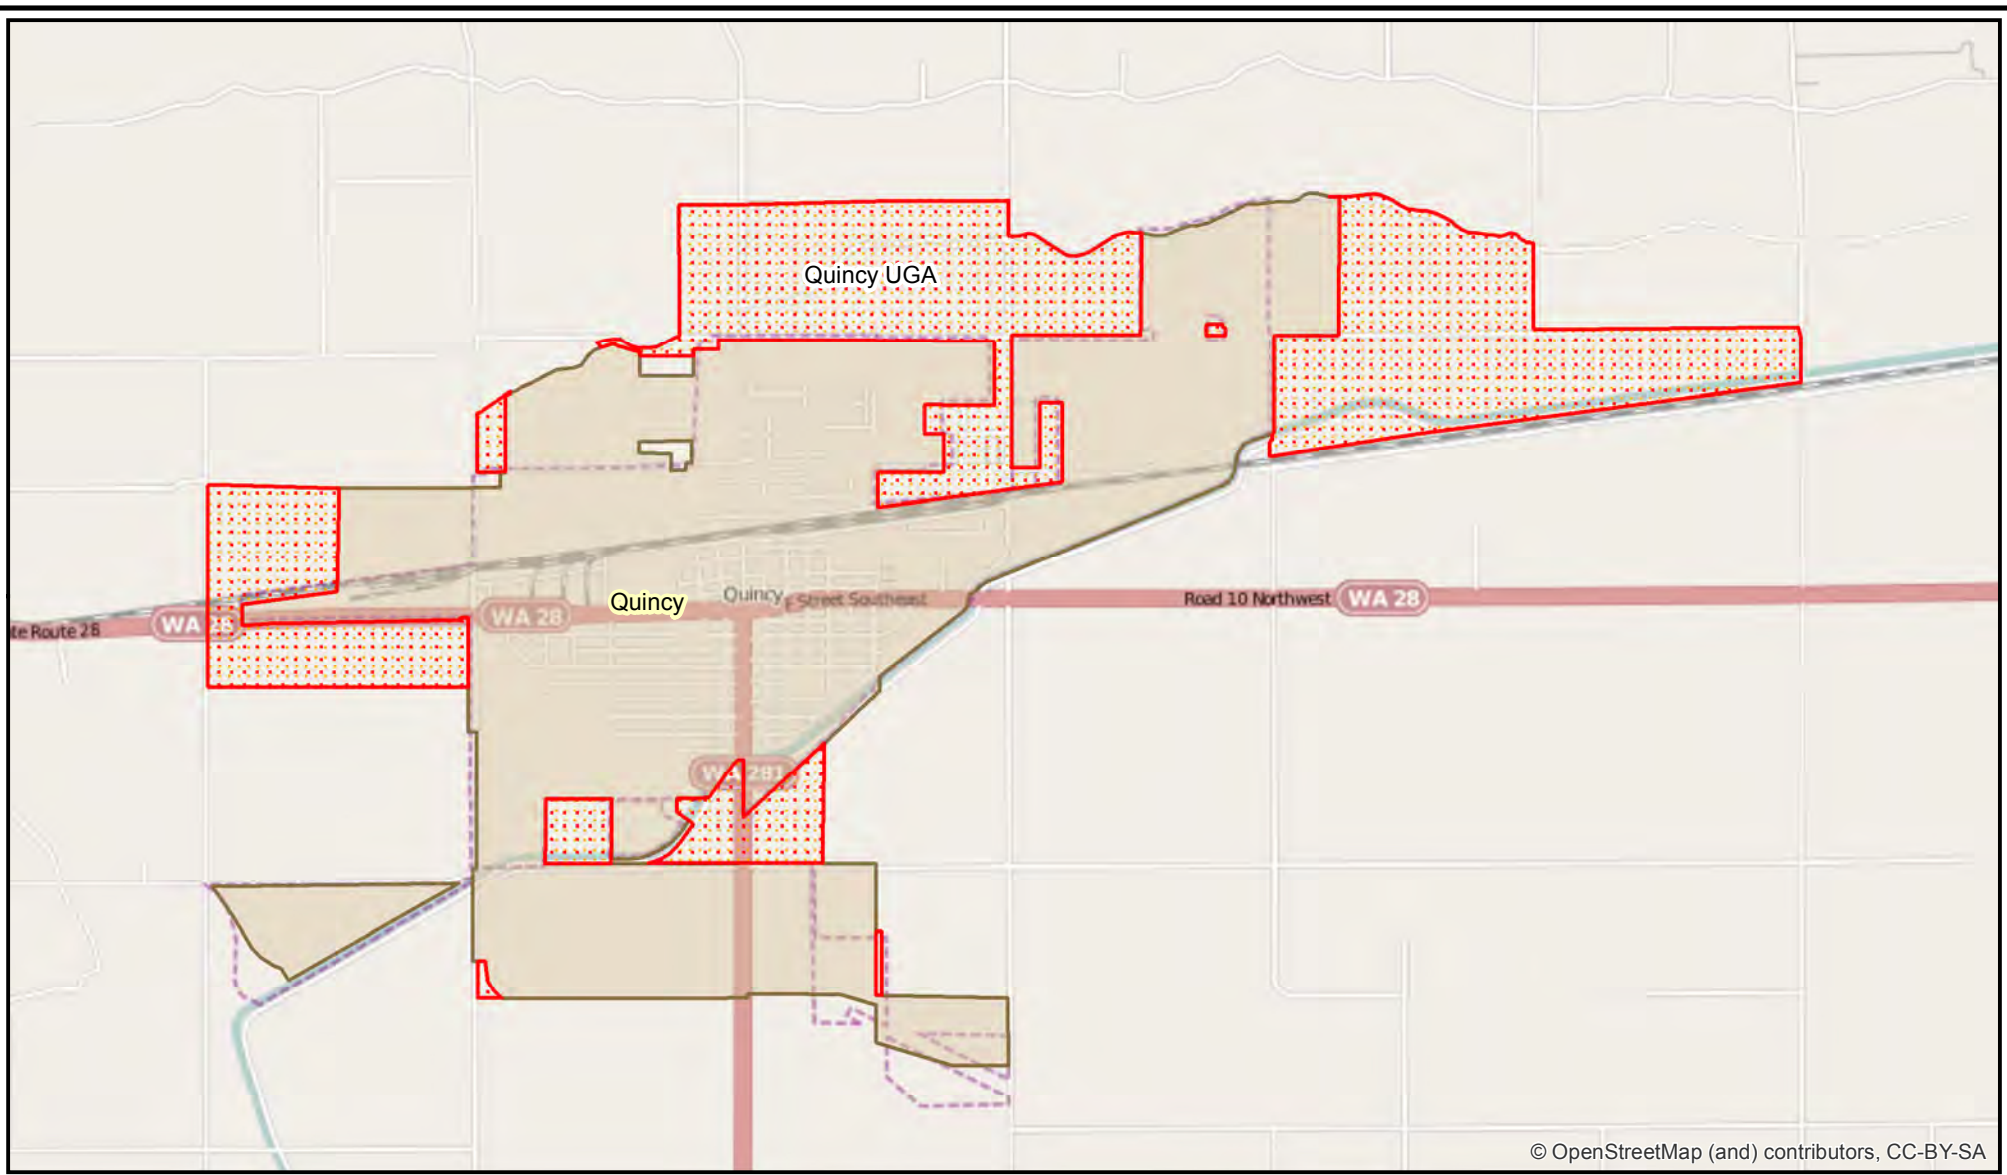 Quincy UGA
Quincy
Quincy
E Street Southeast
Road 10 Northwest
WA 28
WA 28
WA 28
te Route 28
WA 281
© OpenStreetMap (and) contributors, CC-BY-SA